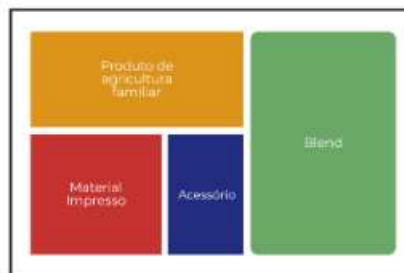 Produto de
agricultura
familiar
Blend
Material
Impresso
Acessório